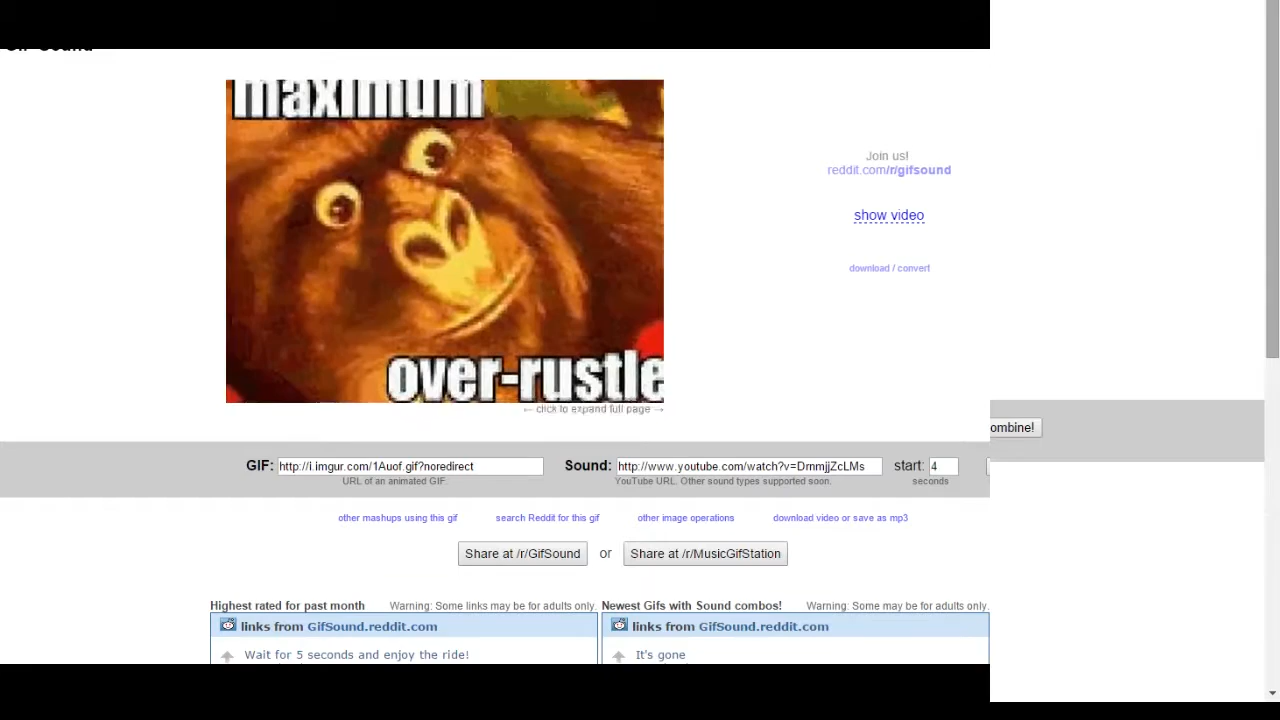 maximum
over-rustle
← click to expand full page →
Join us!
reddit.com/r/gifsound
show video
download / convert
GIF: http://i.imgur.com/1Auof.gif?noredirect
URL of an animated GIF.
Sound: http://www.youtube.com/watch?v=DmmjjZcLMs
YouTube URL. Other sound types supported soon.
start: 4
seconds
ombine!
other mashups using this gif
search Reddit for this gif
other image operations
download video or save as mp3
Share at /r/GifSound or Share at /r/MusicGifStation
Highest rated for past month
Warning: Some links may be for adults only.
links from GifSound.reddit.com
Wait for 5 seconds and enjoy the ride!
Newest Gifs with Sound combos!
Warning: Some may be for adults only.
links from GifSound.reddit.com
It's gone